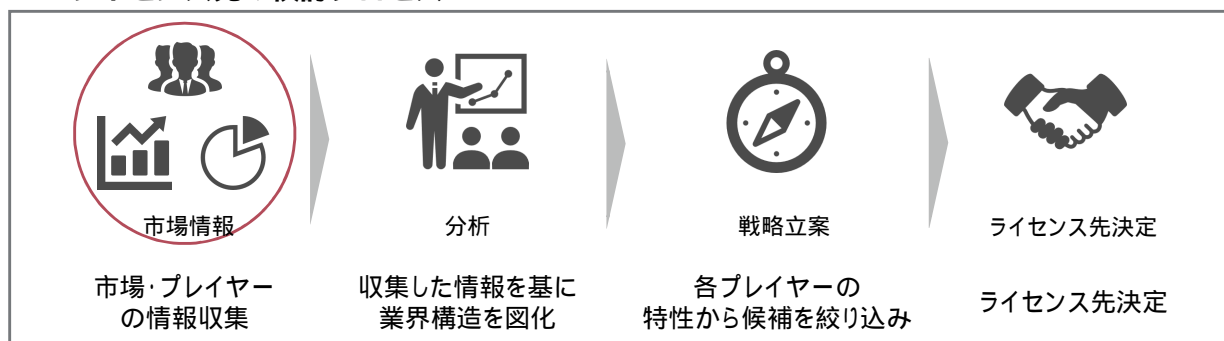 市場情報
分析
戦略立案
ライセンス先決定
市場・プレイヤー
の情報収集
収集した情報を基に
業界構造を図化
各プレイヤーの
特性から候補を絞り込み
ライセンス先決定